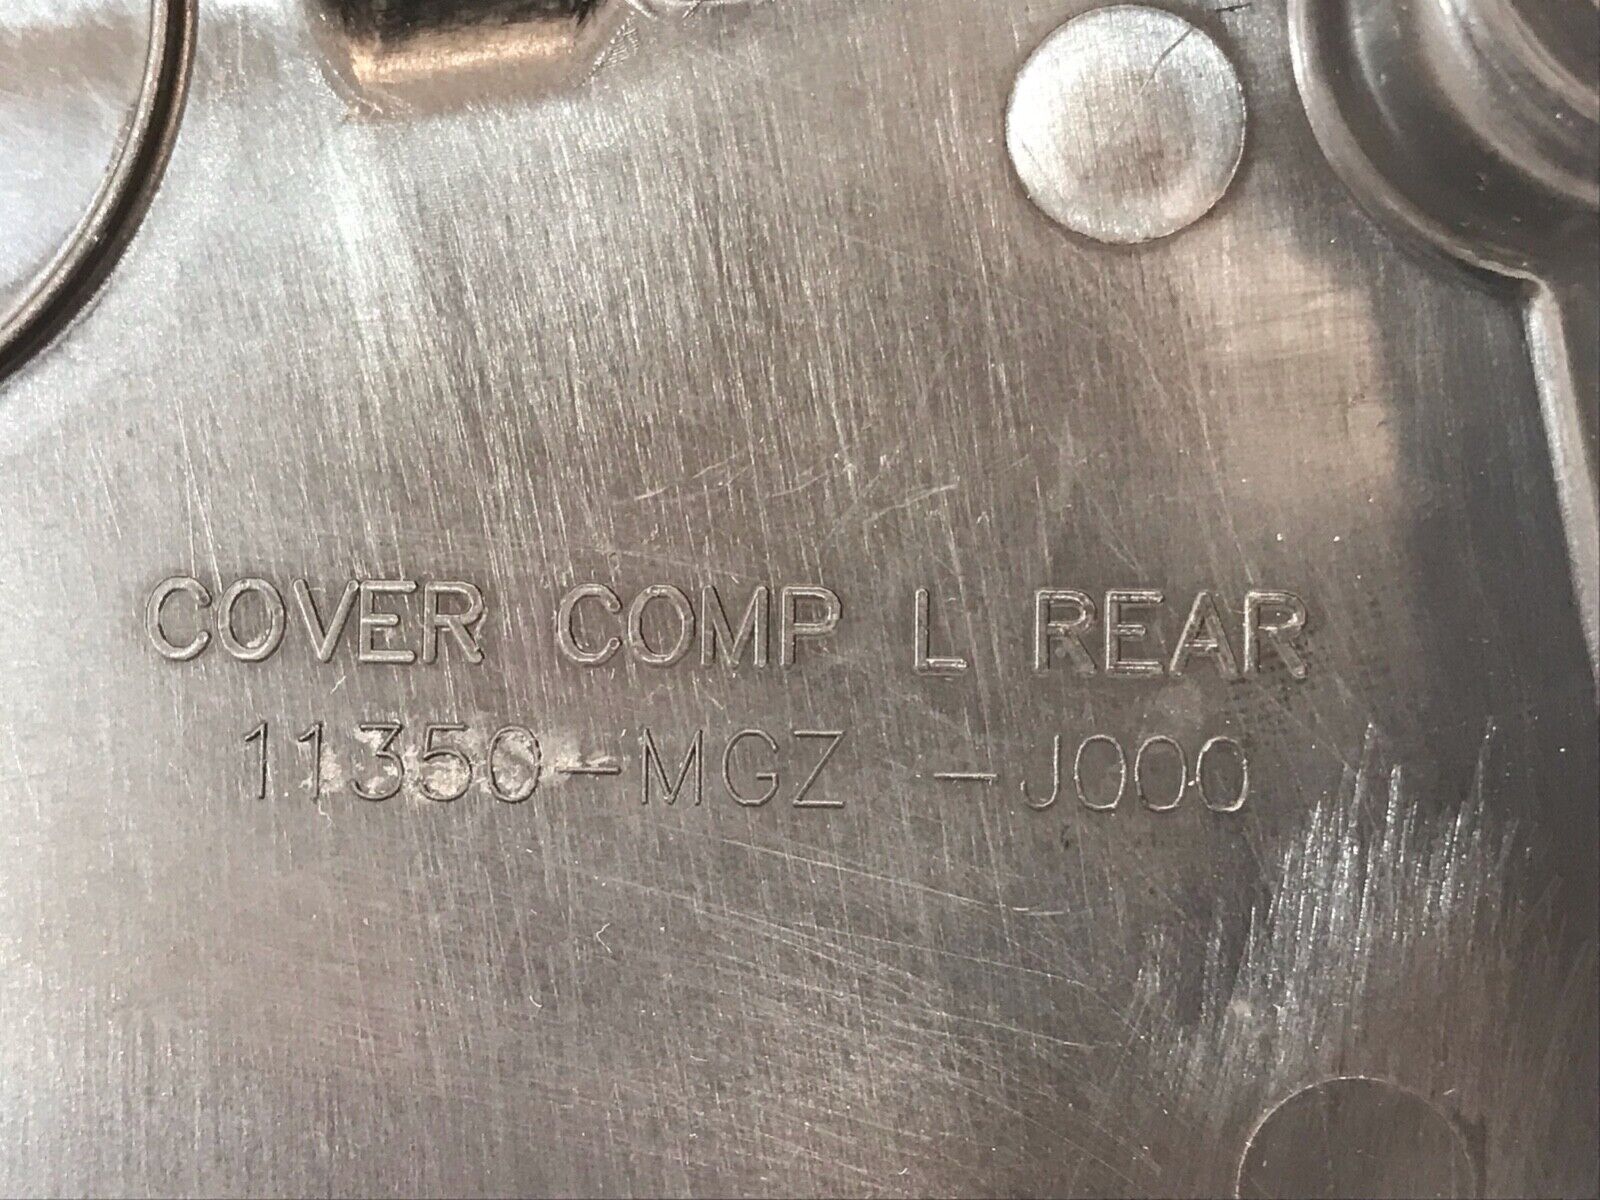 COVER COMP L REAR
11350-MGZ -J000